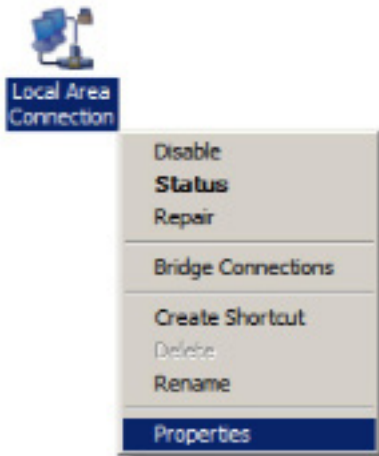 Local Area
Connection
Disable
Status
Repair
Bridge Connections
Create Shortcut
Delete
Rename
Properties